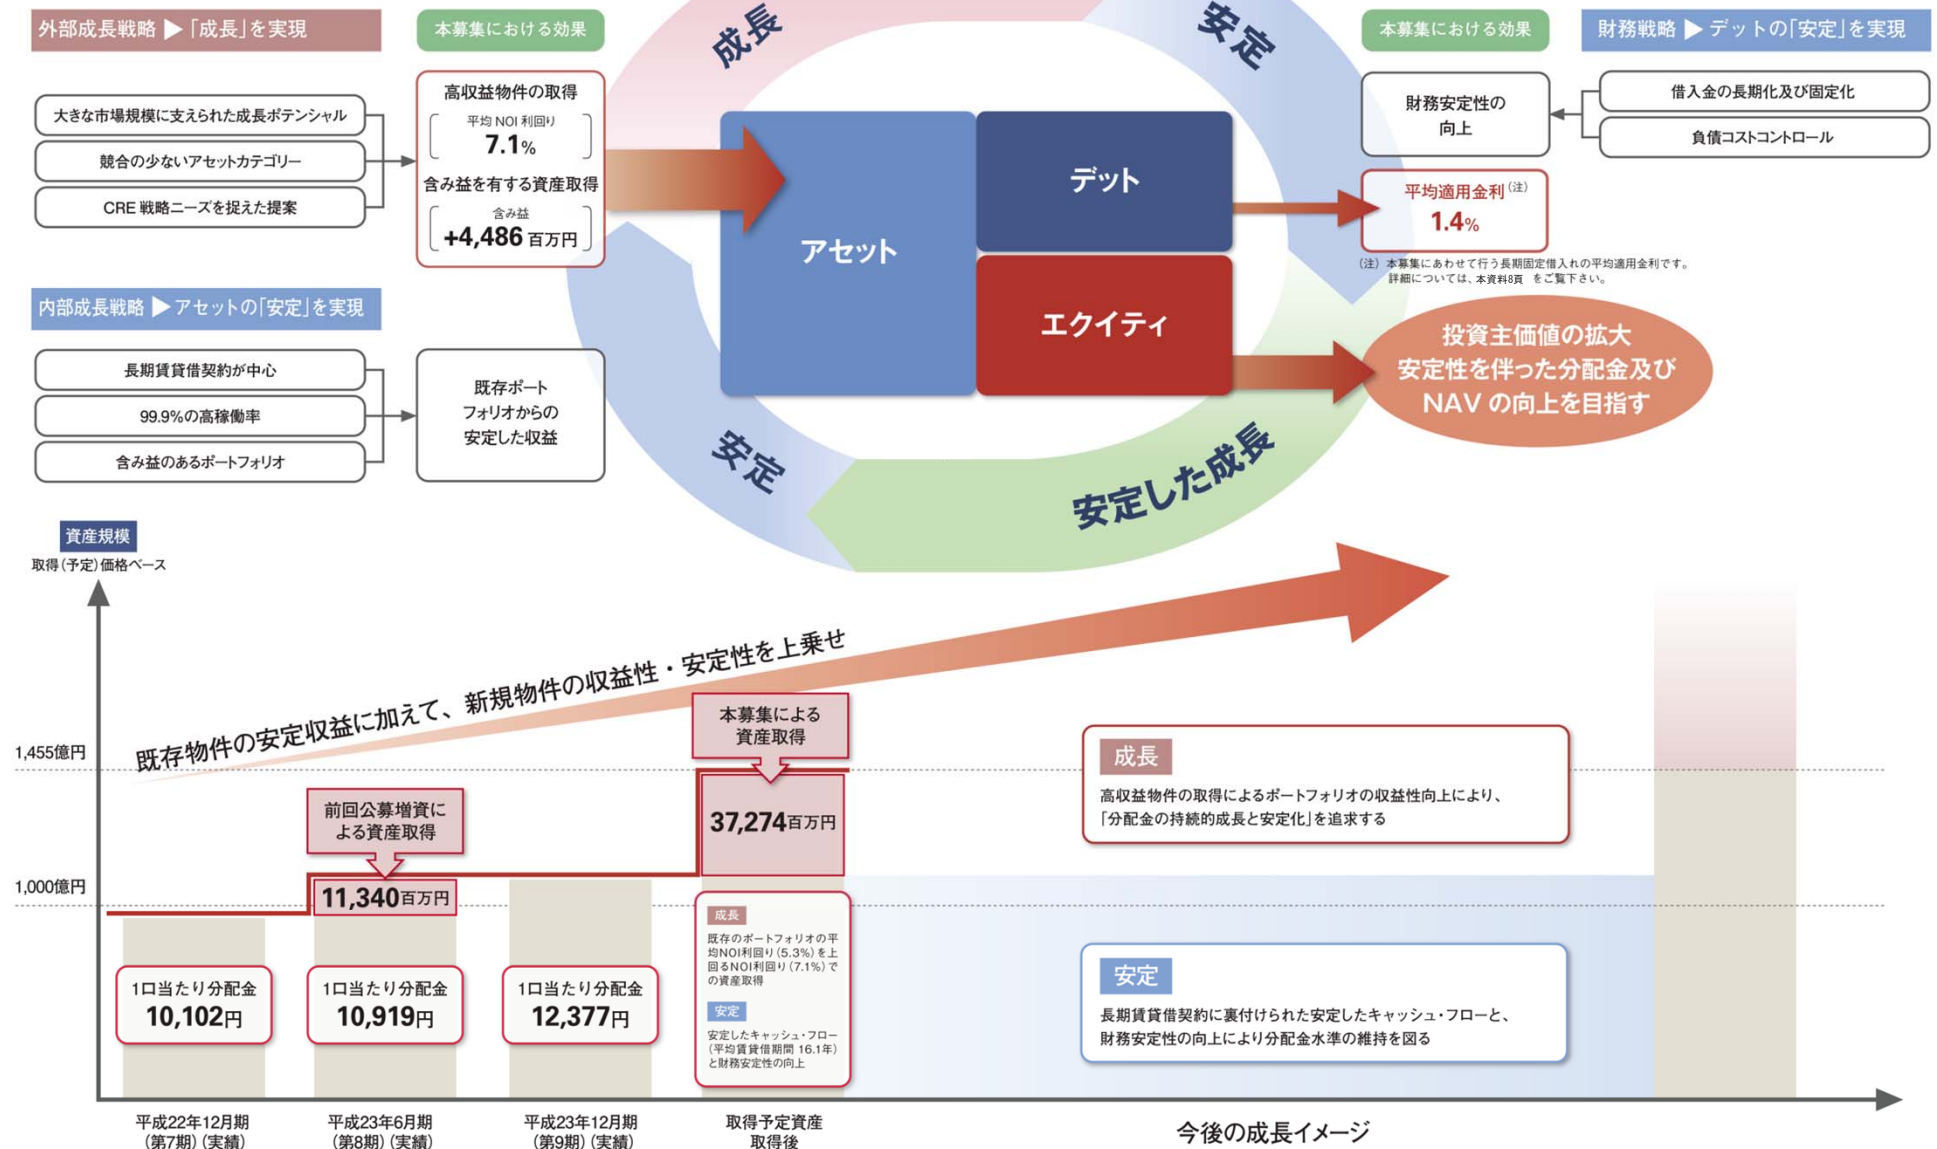 外部成長戦略 ▶ 「成長」を実現
本募集における効果
大きな市場規模に支えられた成長ポテンシャル
競合の少ないアセットカテゴリー
CRE 戦略ニーズを捉えた提案
高収益物件の取得
平均 NOI 利回り
7.1%
含み益を有する資産取得
含み益
+4,486 百万円
内部成長戦略 ▶ アセットの「安定」を実現
長期賃貸借契約が中心
99.9%の高稼働率
含み益のあるポートフォリオ
既存ポート
フォリオからの
安定した収益
成長
安定
アセット
デット
エクイティ
安定
安定した成長
本募集における効果
財務戦略 ▶ デットの「安定」を実現
財務安定性の
向上
借入金の長期化及び固定化
負債コストコントロール
平均適用金利(注)
1.4%
(注) 本募集にあわせて行う長期固定借入れの平均適用金利です。
詳細については、本資料8頁 をご覧下さい。
投資主価値の拡大
安定性を伴った分配金及び
NAV の向上を目指す
資産規模
取得(予定)価格ベース
既存物件の安定収益に加えて、新規物件の収益性・安定性を上乗せ
1,455億円
1,000億円
前回公募増資に
よる資産取得
11,340百万円
本募集による
資産取得
37,274百万円
1口当たり分配金
10,102円
1口当たり分配金
10,919円
1口当たり分配金
12,377円
成長
既存のポートフォリオの平
均NOI利回り(5.3%)を上
回るNOI利回り(7.1%)で
の資産取得
安定
安定したキャッシュ・フロー
(平均賃貸借期間 16.1年)
と財務安定性の向上
成長
高収益物件の取得によるポートフォリオの収益性向上により、
「分配金の持続的成長と安定化」を追求する
安定
長期賃貸借契約に裏付けられた安定したキャッシュ・フローと、
財務安定性の向上により分配金水準の維持を図る
平成22年12月期
(第7期)(実績)
平成23年6月期
(第8期)(実績)
平成23年12月期
(第9期)(実績)
取得予定資産
取得後
今後の成長イメージ